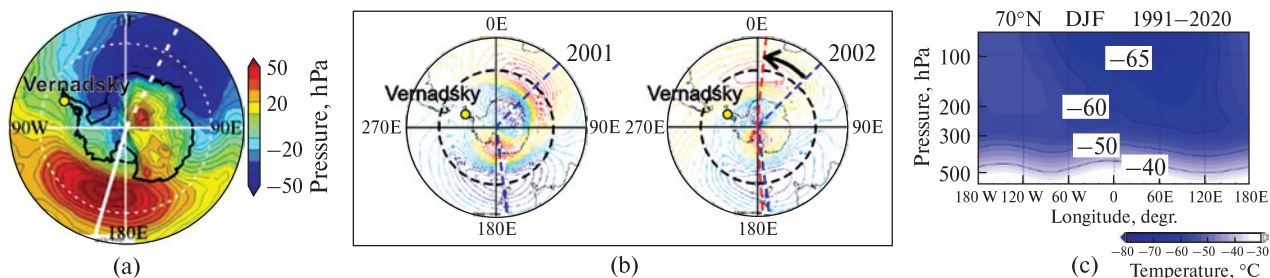 0E
Vernadsky
90W
90E
180E
50
20
−20
−50
Pressure, hPa
(a)
0E
2001
Vernadsky
270E
90E
180E
0E
2002
Vernadsky
270E
90E
180E
(b)
70°N DJF 1991−2020
100
200
300
500
Pressure, hPa
−65
−60
−50
−40
180 W 120 W 60 W 0 60E 120E 180E
Longitude, degr.
−80 −70 −60 −50 −40 −30
Temperature, °C
(c)